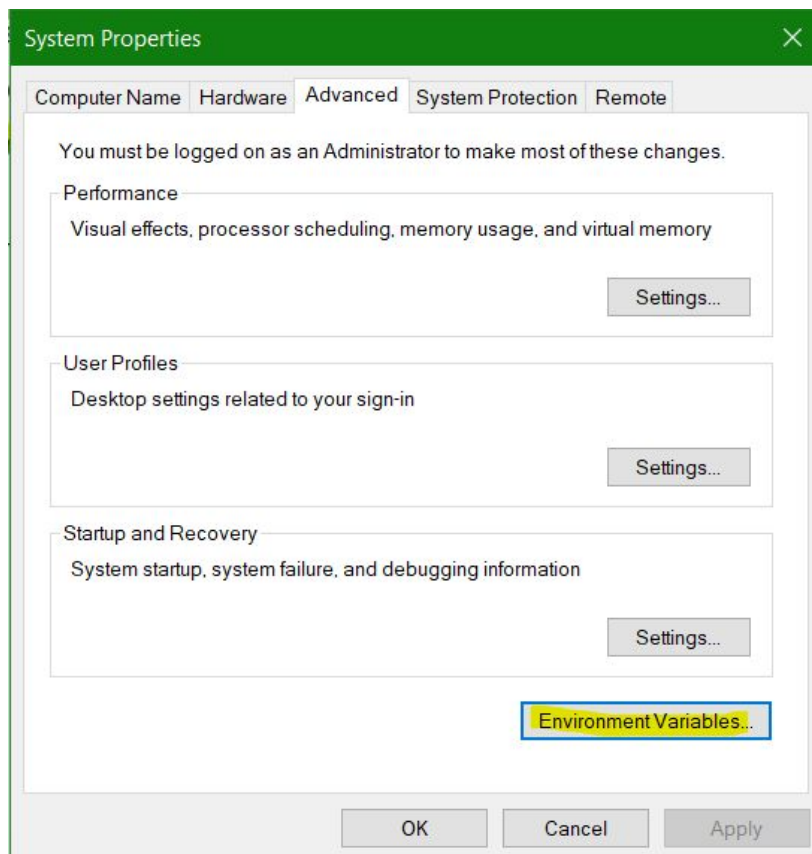 System Properties
Computer Name Hardware Advanced System Protection Remote
You must be logged on as an Administrator to make most of these changes.
Performance
Visual effects, processor scheduling, memory usage, and virtual memory
Settings...
User Profiles
Desktop settings related to your sign-in
Settings...
Startup and Recovery
System startup, system failure, and debugging information
Settings...
Environment Variables...
OK Cancel Apply